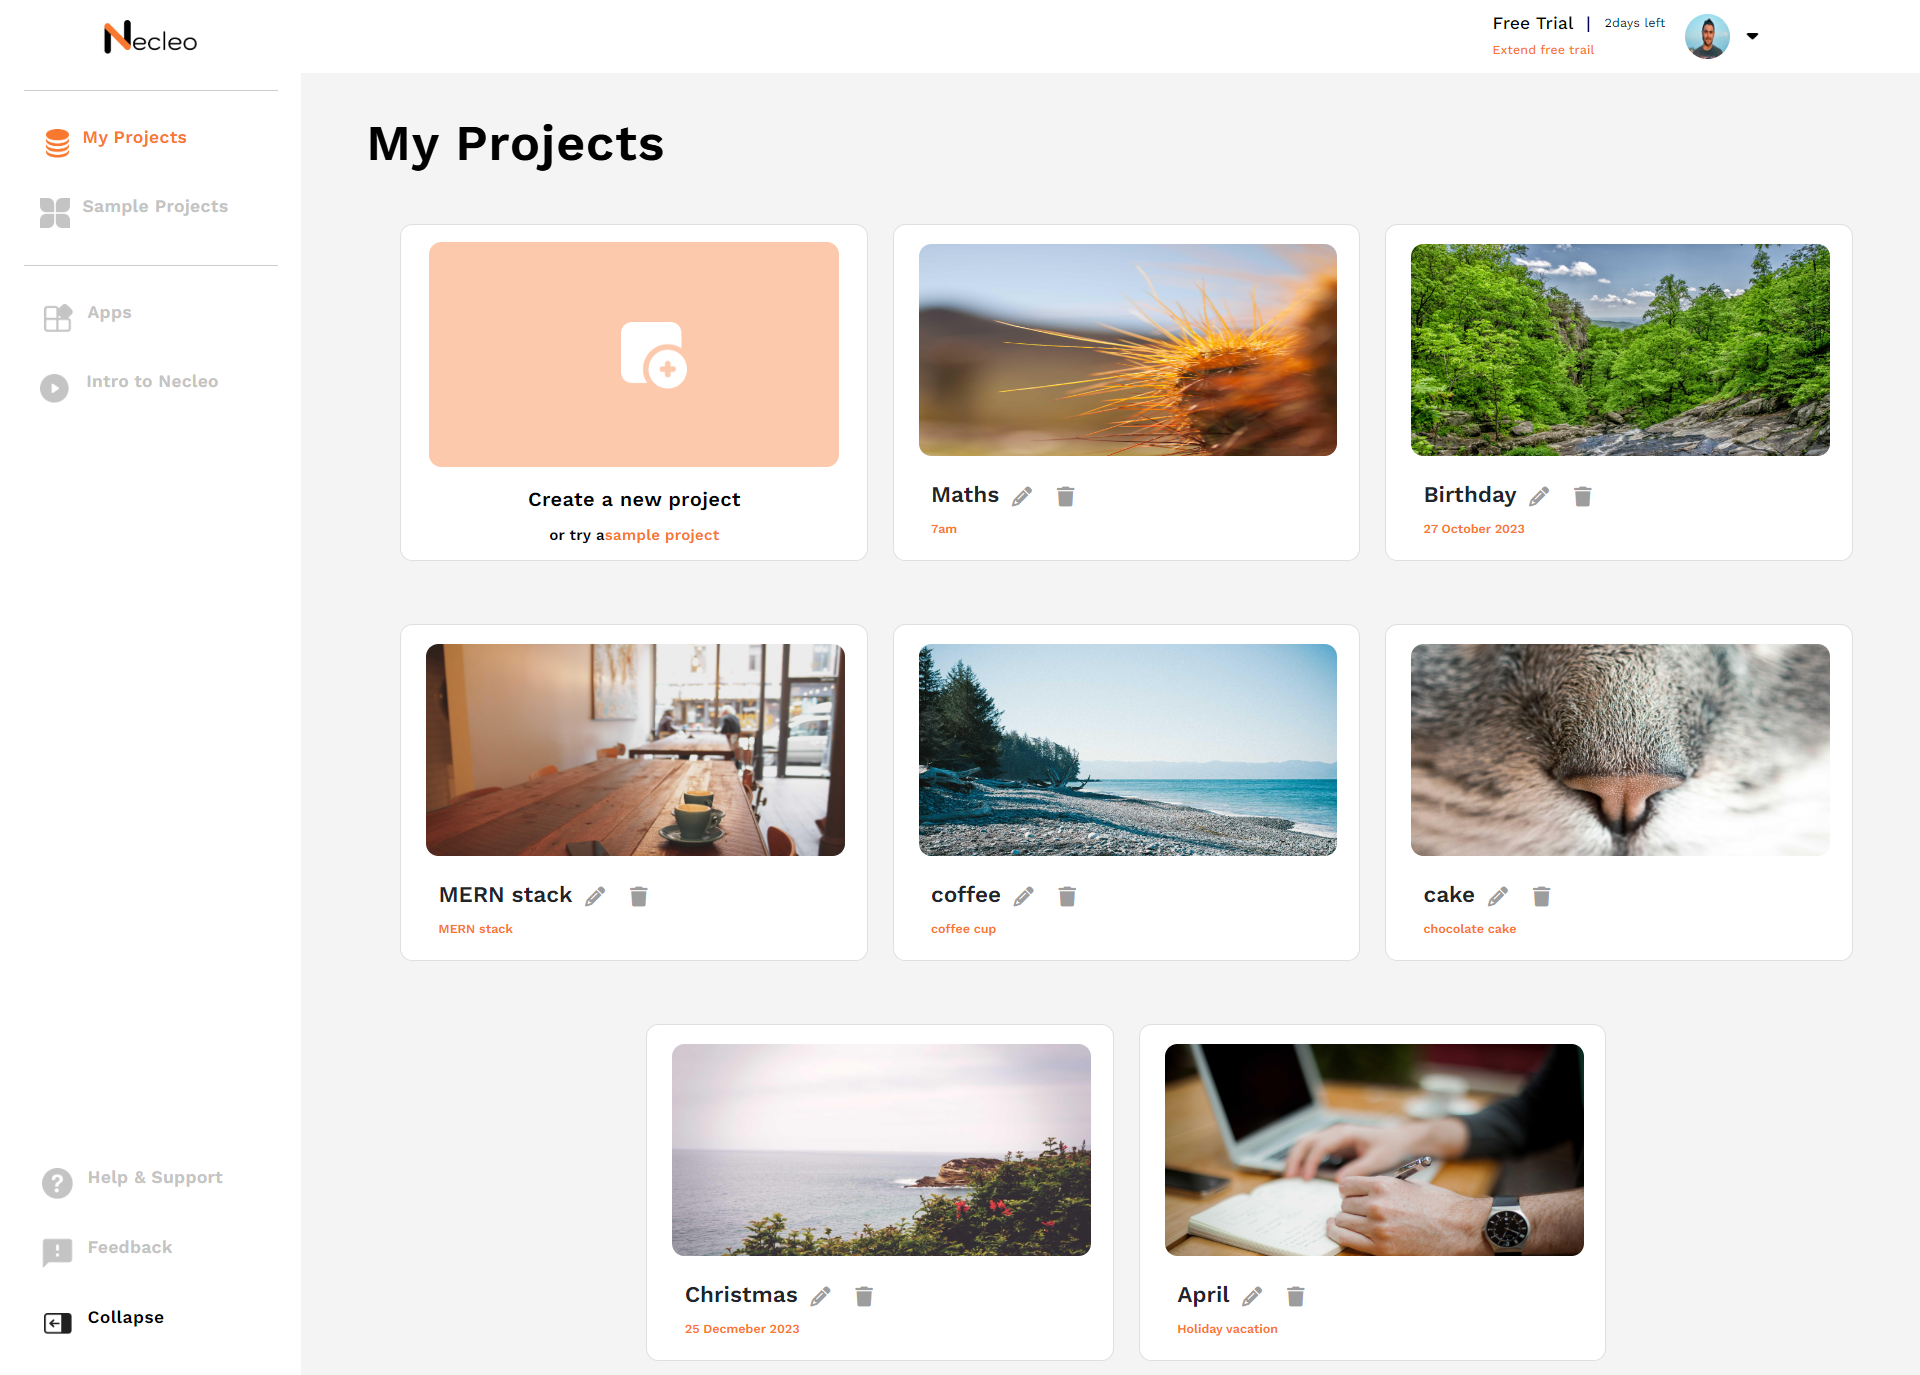 Necleo
Free Trial | 2days left
Extend free trail
My Projects
Sample Projects
Apps
Intro to Necleo
Help & Support
Feedback
Collapse
My Projects
Create a new project
or try asample project
Maths
7am
Birthday
27 October 2023
MERN stack
MERN stack
coffee
coffee cup
cake
chocolate cake
Christmas
25 Decmeber 2023
April
Holiday vacation